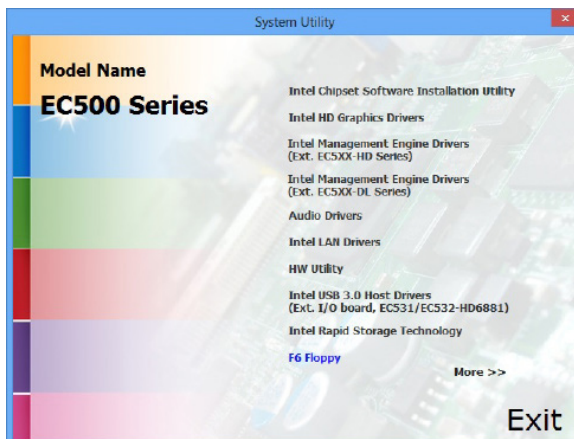 System Utility
Model Name
EC500 Series
Intel Chipset Software Installation Utility
Intel HD Graphics Drivers
Intel Management Engine Drivers
(Ext. EC5XX-HD Series)
Intel Management Engine Drivers
(Ext. EC5XX-DL Series)
Audio Drivers
Intel LAN Drivers
HW Utility
Intel USB 3.0 Host Drivers
(Ext. I/O board, EC531/EC532-HD6881)
Intel Rapid Storage Technology
F6 Floppy
More >>
Exit